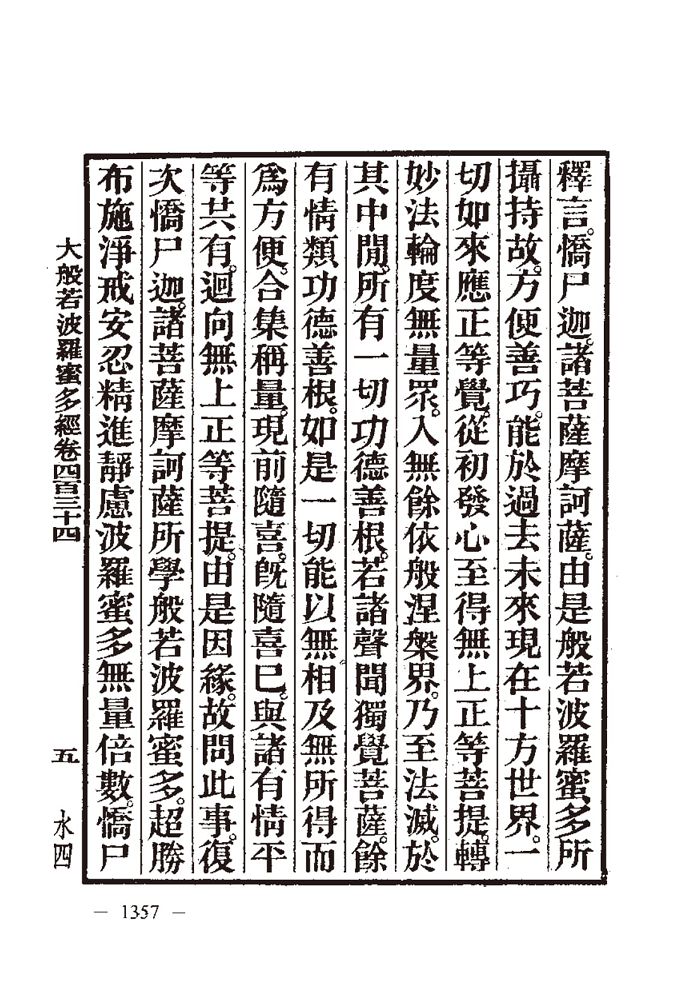 釋言。憍尸迦。諸菩薩摩訶薩。由是般若波羅蜜多所
攝持故。方便善巧。能於過去未來現在十方世界。一
切如來應正等覺。從初發心至得無上正等菩提。轉
妙法輪度無量眾。入無餘依般涅槃界。乃至法滅。於
其中閒。所有一切功德善根。若諸聲聞獨覺菩薩。餘
有情類功德善根。如是一切能以無相及無所得而
爲方便。合集稱量。現前隨喜。旣隨喜已。與諸有情平
等共有。迴向無上正等菩提。由是因緣。故問此事。復
次憍尸迦。諸菩薩摩訶薩所學般若波羅蜜多。超勝
布施淨戒安忍精進靜慮波羅蜜多無量倍數。憍尸
大般若波羅蜜多經卷四百三十四 五 水四
— 1357 —